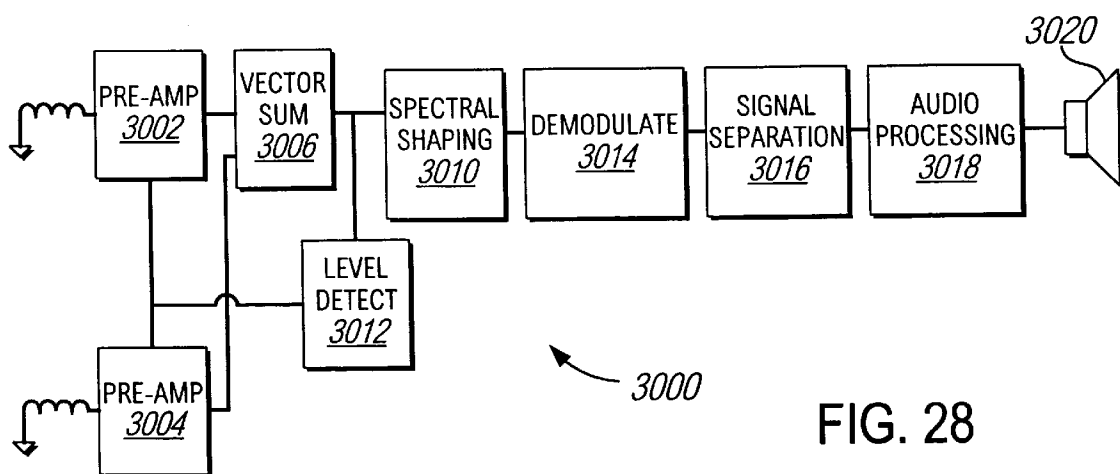 3020
PRE-AMP
3002
VECTOR
SUM
3006
SPECTRAL
SHAPING
3010
DEMODULATE
3014
SIGNAL
SEPARATION
3016
AUDIO
PROCESSING
3018
LEVEL
DETECT
3012
PRE-AMP
3004
3000
FIG. 28